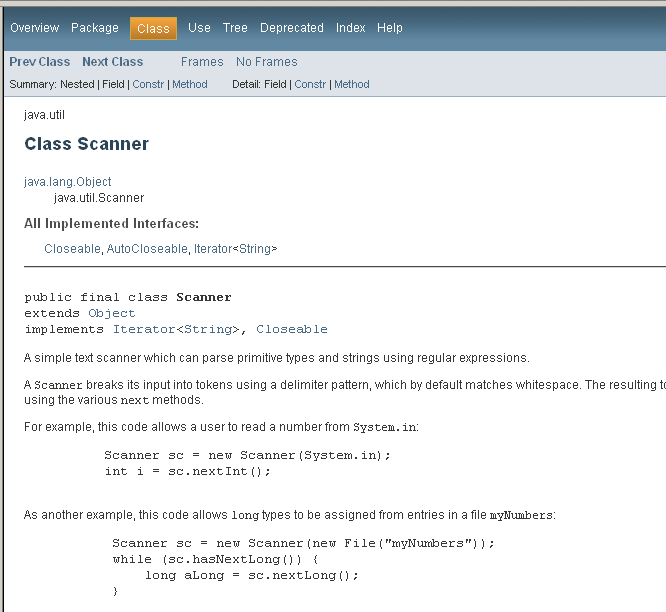 Overview Package Class Use Tree Deprecated Index Help
Prev Class Next Class Frames No Frames
Summary: Nested | Field | Constr | Method Detail: Field | Constr | Method
java.util
Class Scanner
java.lang.Object
java.util.Scanner
All Implemented Interfaces:
Closeable, AutoCloseable, Iterator<String>
public final class Scanner
extends Object
implements Iterator<String>, Closeable
A simple text scanner which can parse primitive types and strings using regular expressions.
A Scanner breaks its input into tokens using a delimiter pattern, which by default matches whitespace. The resulting
using the various next methods.
For example, this code allows a user to read a number from System.in:
Scanner sc = new Scanner(System.in);
int i = sc.nextInt();
As another example, this code allows long types to be assigned from entries in a file myNumbers:
Scanner sc = new Scanner(new File("myNumbers"));
while (sc.hasNextLong()) {
long aLong = sc.nextLong();
}